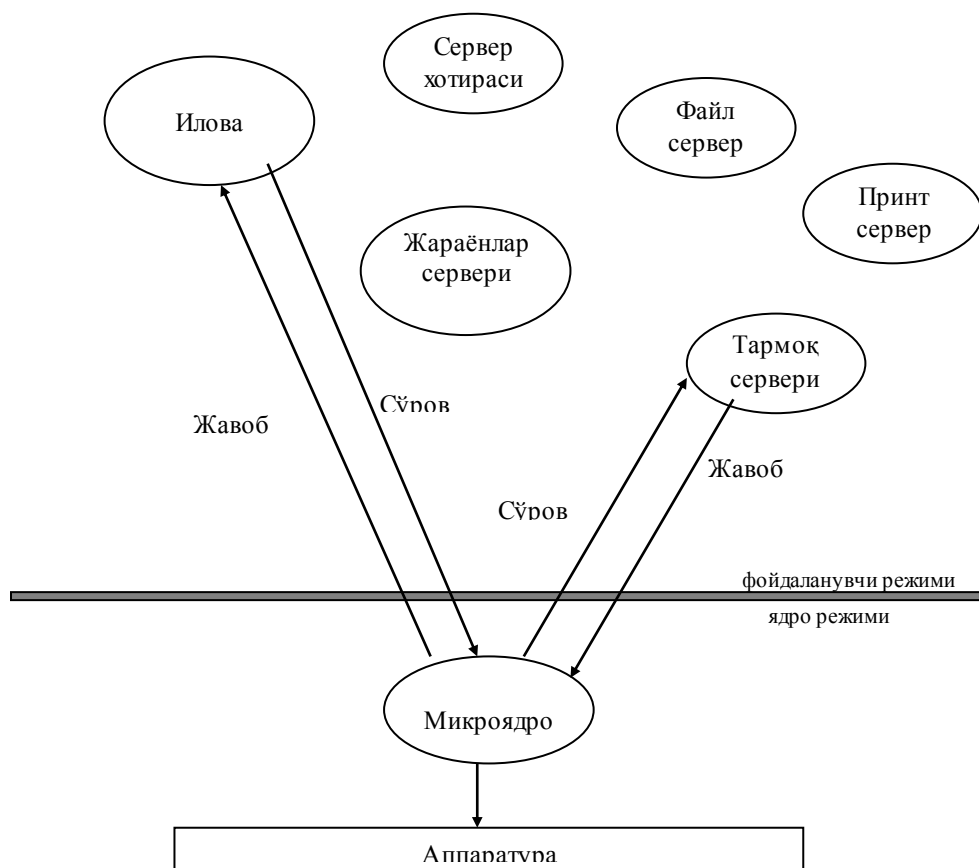 Сервер
хотираси
Илова
Файл
сервер
Принт
сервер
Жараёнлар
сервери
Тармоқ
сервери
Сўров
Жавоб
Жавоб
Сўров
фойдаланувчи режими
ядро режими
Микроядро
Аппаратура